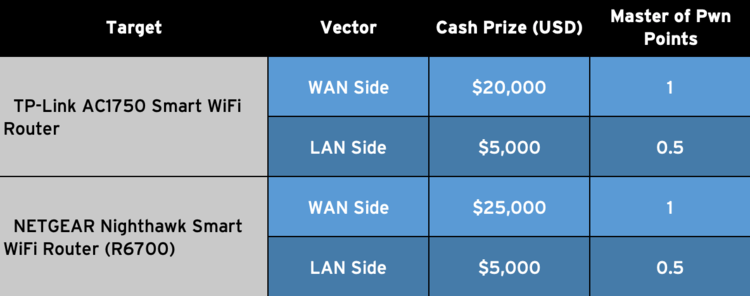 Target Vector Cash Prize (USD) Master of Pwn Points
TP-Link AC1750 Smart WiFi Router
WAN Side $20,000 1
LAN Side $5,000 0.5
NETGEAR Nighthawk Smart WiFi Router (R6700)
WAN Side $25,000 1
LAN Side $5,000 0.5